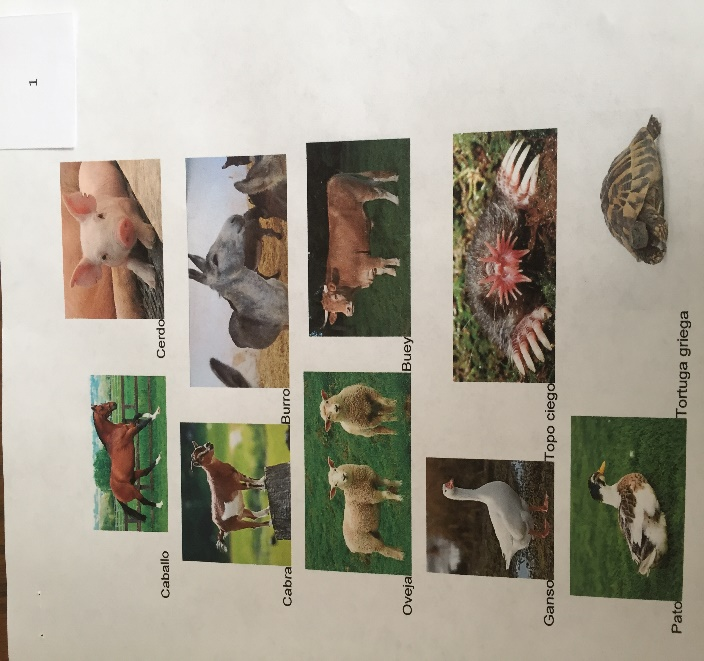 1
Caballo Cerdo
Cabra Burro
Oveja Buey
Ganso Topo ciego
Pato Tortuga griega